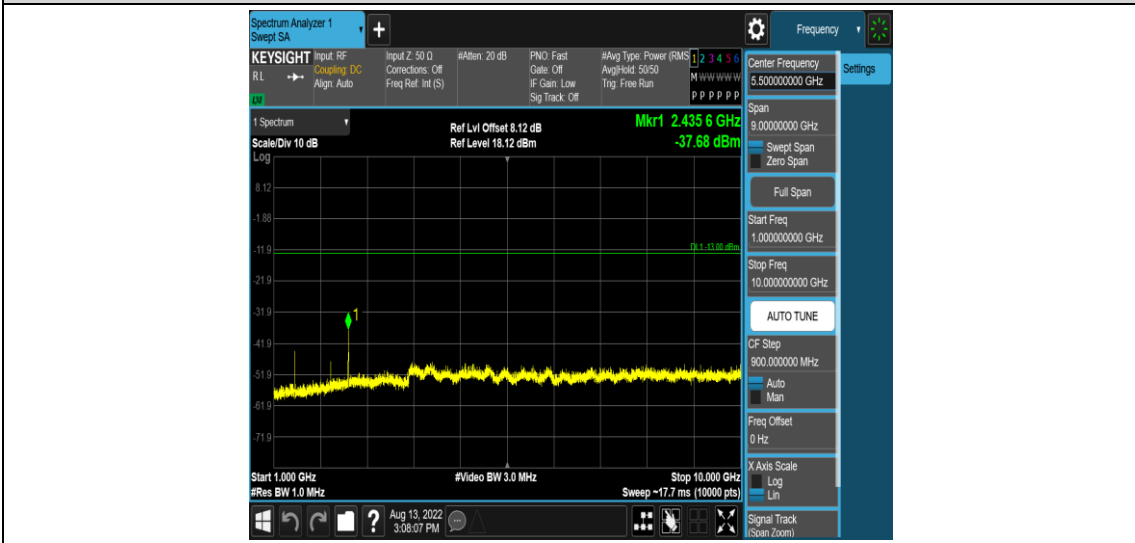 Spectrum Analyzer 1
Swept SA
+
Frequency
KEYSIGHT
Input: RF
Coupling: DC
Align: Auto
Input Z: 50 Ω
Corrections: Off
Freq Ref: Int (S)
#Atten: 20 dB
PNO: Fast
Gate: Off
IF Gain: Low
Sig Track: Off
#Avg Type: Power (RMS
Avg|Hold: 50/50
Trig: Free Run
1 2 3 4 5 6
M W W W W W
P P P P P P
R L
LXI
1 Spectrum
Scale/Div 10 dB
Log
Ref Lvl Offset 8.12 dB
Ref Level 18.12 dBm
Mkr1 2.435 6 GHz
-37.68 dBm
8.12
-1.88
-11.9
DL1 -13.00 dBm
-21.9
-31.9
1
-41.9
-51.9
-61.9
-71.9
Start 1.000 GHz
#Video BW 3.0 MHz
Stop 10.000 GHz
#Res BW 1.0 MHz
Sweep ~17.7 ms (10000 pts)
Center Frequency
5.500000000 GHz
Settings
Span
9.00000000 GHz
Swept Span
Zero Span
Full Span
Start Freq
1.000000000 GHz
Stop Freq
10.000000000 GHz
AUTO TUNE
CF Step
900.000000 MHz
Auto
Man
Freq Offset
0 Hz
X Axis Scale
Log
Lin
Signal Track
(Span Zoom)
?
Aug 13, 2022
3:08:07 PM